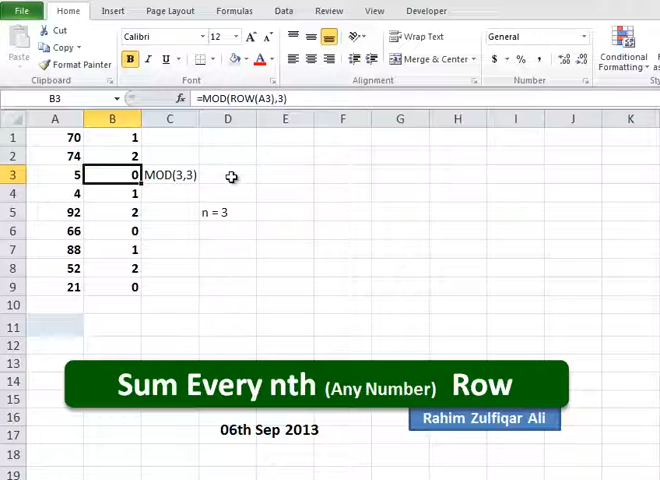 File Home Insert Page Layout Formulas Data Review View Developer
Cut Calibri 12 A A Wrap Text General
Paste Copy Format Painter B I U A Merge & Center $ % , Conditional Formatting
Clipboard Font Alignment Number
B3 fx =MOD(ROW(A3),3)
A B C D E F G H I J K
1 70 1
2 74 2
3 5 0 MOD(3,3)
4 4 1
5 92 2 n = 3
6 66 0
7 88 1
8 52 2
9 21 0
10
11
12
13
14 Sum Every nth (Any Number) Row
15
16 Rahim Zulfiqar Ali
17 06th Sep 2013
18
19